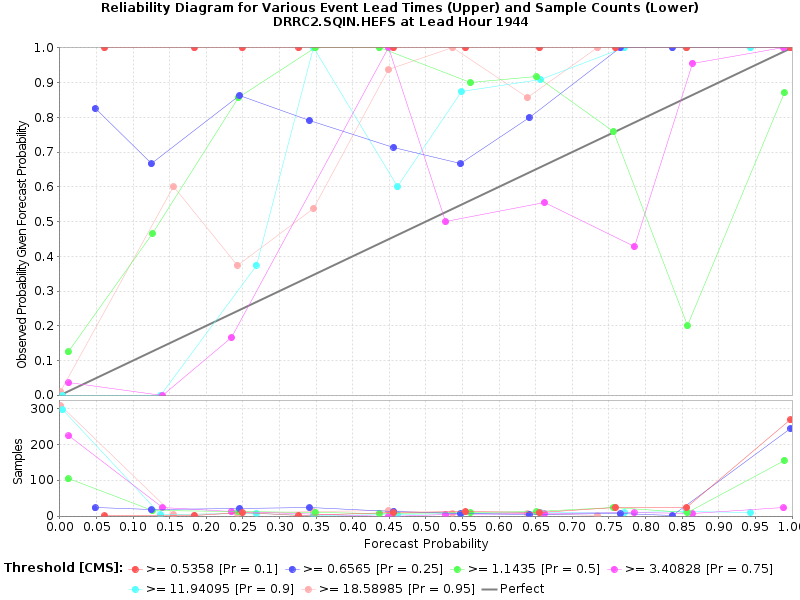 Reliability Diagram for Various Event Lead Times (Upper) and Sample Counts (Lower)
DRRC2.SQIN.HEFS at Lead Hour 1944
Observed Probability Given Forecast Probability
1.0
0.9
0.8
0.7
0.6
0.5
0.4
0.3
0.2
0.1
0.0
Samples
300
200
100
0
0.00 0.05 0.10 0.15 0.20 0.25 0.30 0.35 0.40 0.45 0.50 0.55 0.60 0.65 0.70 0.75 0.80 0.85 0.90 0.95 1.0
Forecast Probability
Threshold [CMS]: >= 0.5358 [Pr = 0.1] >= 0.6565 [Pr = 0.25] >= 1.1435 [Pr = 0.5] >= 3.40828 [Pr = 0.75]
>= 11.94095 [Pr = 0.9] >= 18.58985 [Pr = 0.95] Perfect